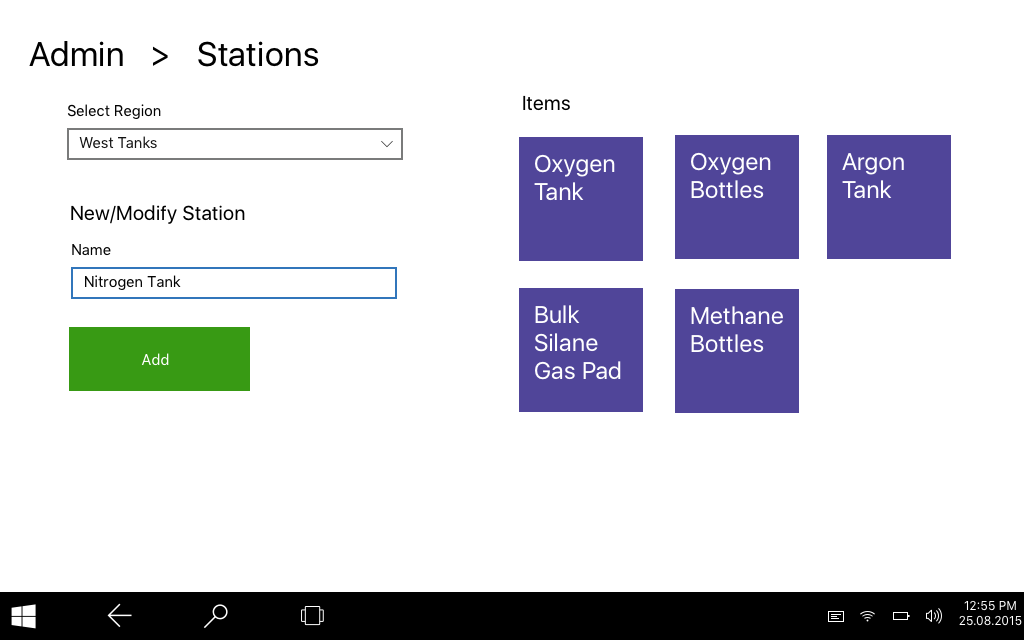 Admin > Stations
Select Region
West Tanks
New/Modify Station
Name
Nitrogen Tank
Add
Items
Oxygen
Tank
Oxygen
Bottles
Argon
Tank
Bulk
Silane
Gas Pad
Methane
Bottles
12:55 PM
25.08.2015